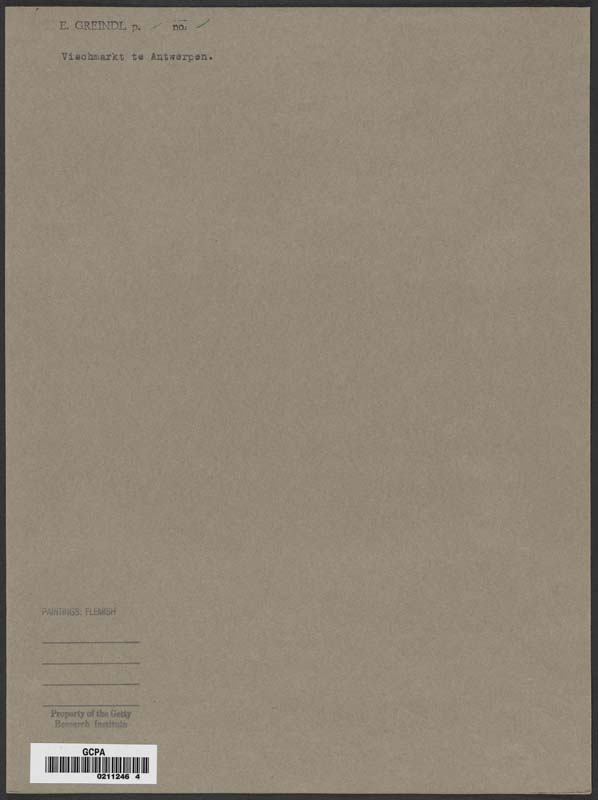 E. GREINDL p. no.
Vischmarkt te Antwerpen.
PAINTINGS: FLEMISH
Property of the Getty
Research Institute
GCPA
0211246 4